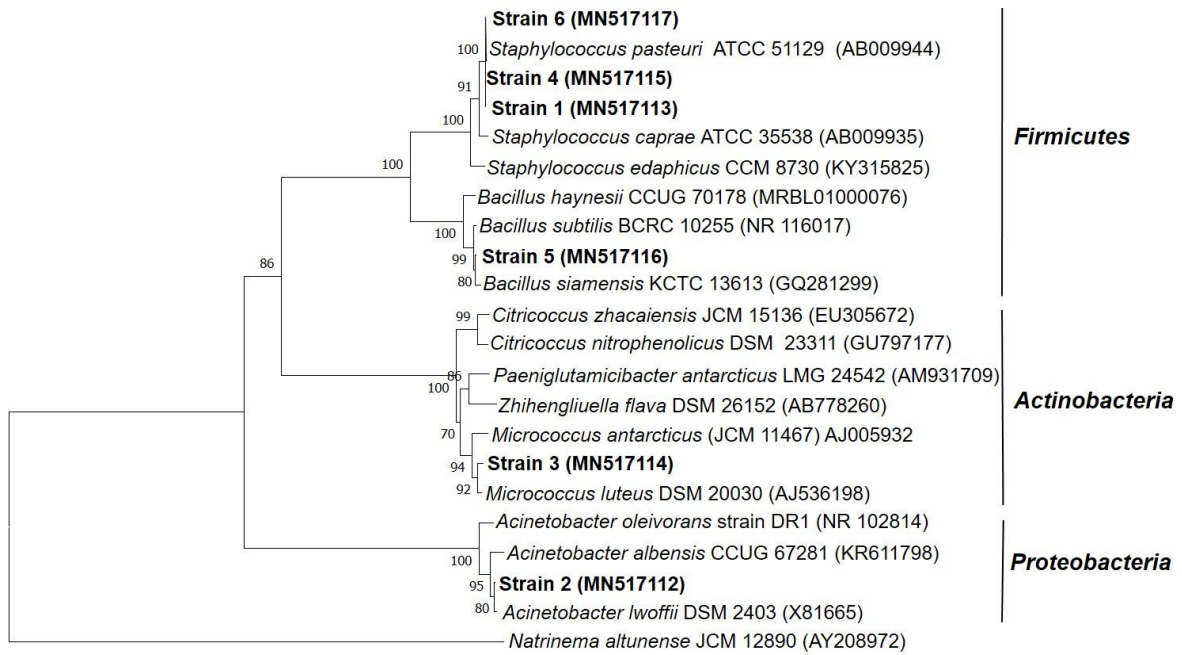 Strain 6 (MN517117)
100
Staphylococcus pasteuri ATCC 51129 (AB009944)
Strain 4 (MN517115)
91
Strain 1 (MN517113)
100
Staphylococcus caprae ATCC 35538 (AB009935)
Firmicutes
100
Staphylococcus edaphicus CCM 8730 (KY315825)
Bacillus haynesii CCUG 70178 (MRBL01000076)
100
Bacillus subtilis BCRC 10255 (NR 116017)
99
Strain 5 (MN517116)
86
80
Bacillus siamensis KCTC 13613 (GQ281299)
99
Citricoccus zhacaiensis JCM 15136 (EU305672)
Citricoccus nitrophenolicus DSM 23311 (GU797177)
86
Paeniglutamicibacter antarcticus LMG 24542 (AM931709)
100
Zhihengliuella flava DSM 26152 (AB778260)
Actinobacteria
70
Micrococcus antarcticus (JCM 11467) AJ005932
94
Strain 3 (MN517114)
92
Micrococcus luteus DSM 20030 (AJ536198)
Acinetobacter oleivorans strain DR1 (NR 102814)
100
Acinetobacter albensis CCUG 67281 (KR611798)
Proteobacteria
95
Strain 2 (MN517112)
80
Acinetobacter lwoffii DSM 2403 (X81665)
Natrinema altunense JCM 12890 (AY208972)